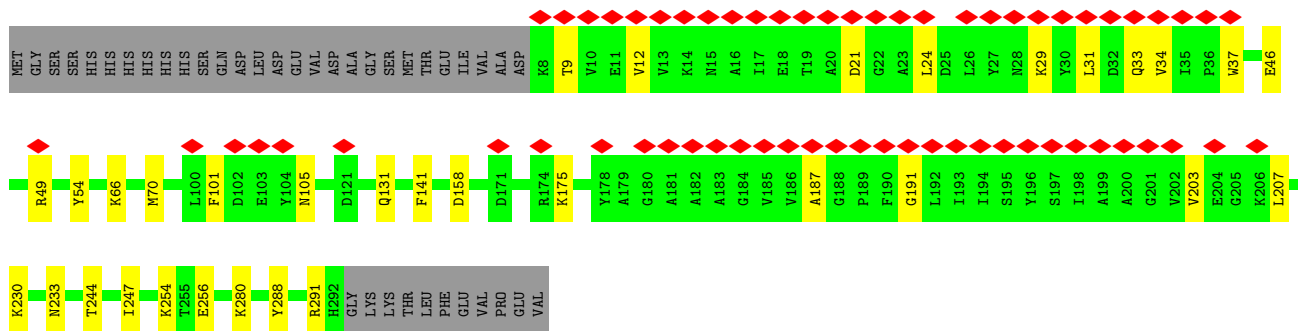 MET GLY SER SER HIS HIS HIS HIS HIS HIS SER GLN ASP LEU ASP GLU VAL ASP ALA GLY SER MET THR GLU ILE VAL ALA ASP K8 T9 V10 E11 V12 V13 K14 N15 A16 I17 E18 T19 A20 D21 G22 A23 L24 D25 L26 Y27 N28 K29 Y30 L31 D32 Q33 V34 I35 P36 W37 E46
R49 Y54 K66 M70 L100 F101 D102 E103 Y104 N105 D121 Q131 F141 D158 D171 R174 K175 Y178 A179 G180 A181 A182 A183 G184 V185 V186 A187 G188 P189 F190 G191 L192 I193 I194 S195 Y196 S197 I198 A199 A200 G201 V202 V203 E204 G205 K206 L207
K230 N233 T244 I247 K254 T255 E256 K280 Y288 R291 H292 GLY LYS LYS THR LEU PHE GLU VAL PRO GLU VAL